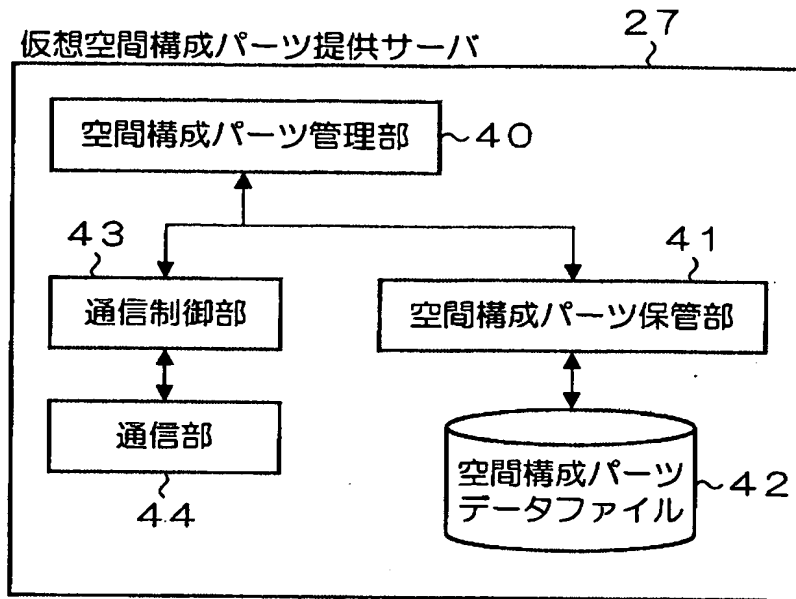 27
仮想空間構成パーツ提供サーバ
空間構成パーツ管理部
40
43
41
通信制御部
空間構成パーツ保管部
通信部
44
空間構成パーツ
データファイル
42